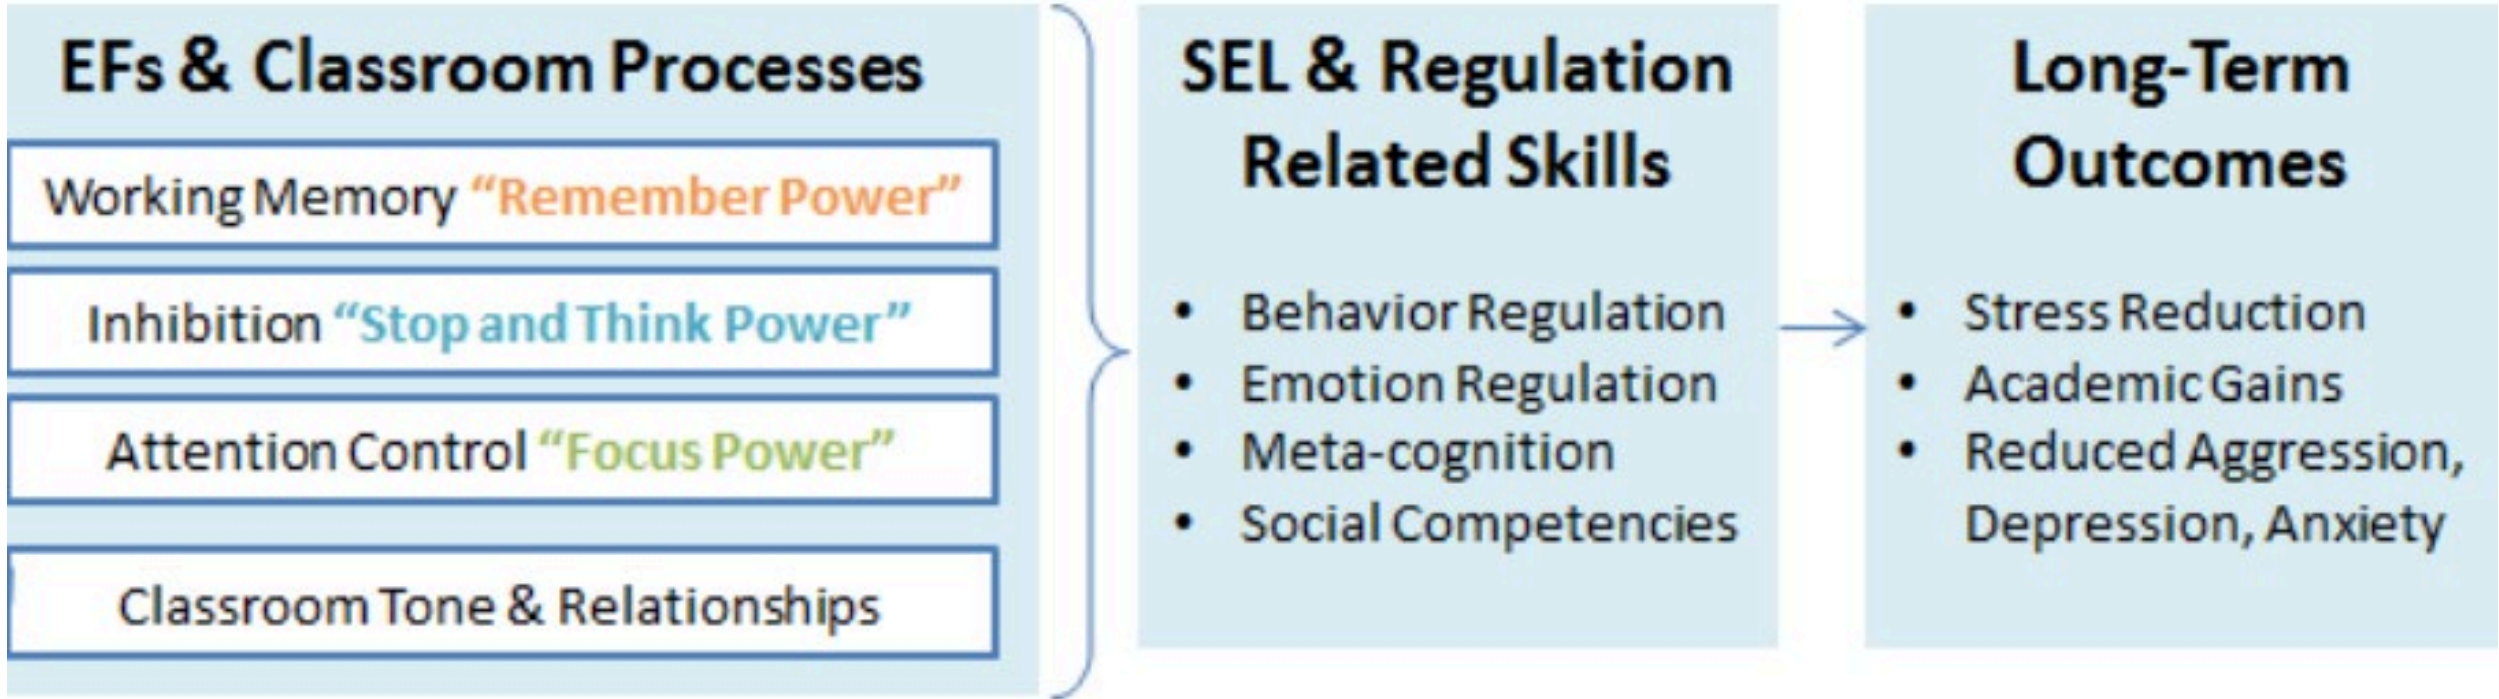 EFs & Classroom Processes
Working Memory “Remember Power”
Inhibition “Stop and Think Power”
Attention Control “Focus Power”
Classroom Tone & Relationships
SEL & Regulation
Related Skills
• Behavior Regulation
• Emotion Regulation
• Meta-cognition
• Social Competencies
Long-Term
Outcomes
• Stress Reduction
• Academic Gains
• Reduced Aggression,
Depression, Anxiety